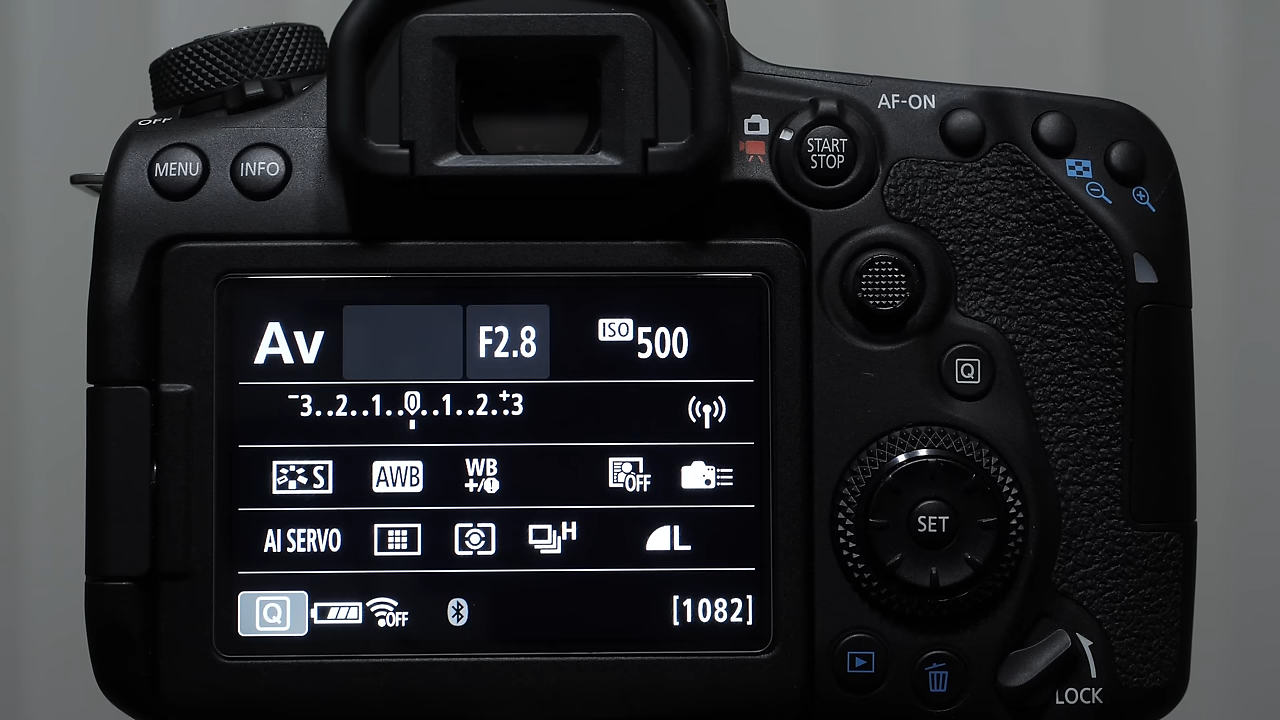 OFF
MENU INFO
START
STOP
AF-ON
Av F2.8 ISO 500
-3..2..1..0..1..2.+3
S AWB WB +/- OFF
AI SERVO H L
Q OFF [1082]
Q
SET
LOCK